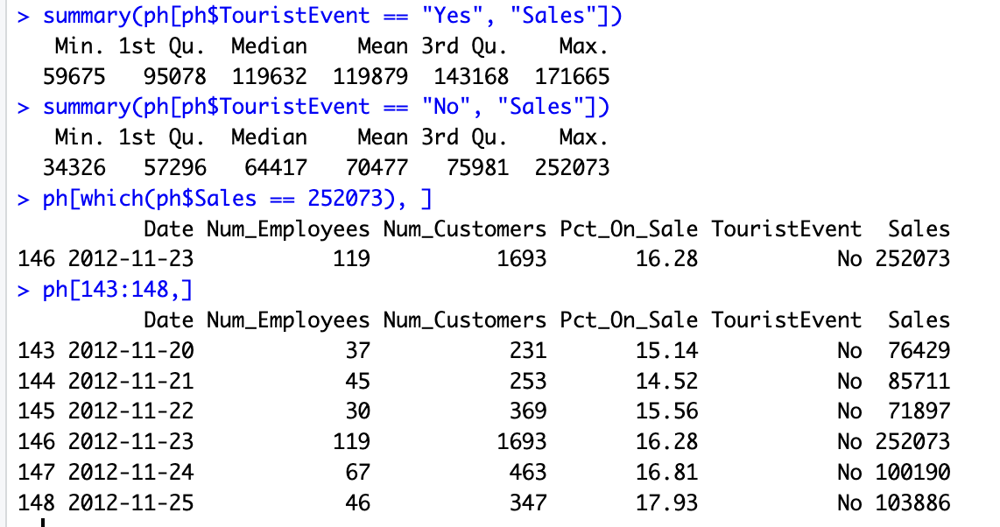 > summary(ph[ph$TouristEvent == "Yes", "Sales"])
   Min. 1st Qu.  Median    Mean 3rd Qu.    Max.
  59675   95078  119632  119879  143168  171665
> summary(ph[ph$TouristEvent == "No", "Sales"])
   Min. 1st Qu.  Median    Mean 3rd Qu.    Max.
  34326   57296   64417   70477   75981  252073
> ph[which(ph$Sales == 252073), ]
          Date Num_Employees Num_Customers Pct_On_Sale TouristEvent  Sales
146 2012-11-23           119          1693       16.28           No 252073
> ph[143:148,]
          Date Num_Employees Num_Customers Pct_On_Sale TouristEvent  Sales
143 2012-11-20            37           231       15.14           No  76429
144 2012-11-21            45           253       14.52           No  85711
145 2012-11-22            30           369       15.56           No  71897
146 2012-11-23           119          1693       16.28           No 252073
147 2012-11-24            67           463       16.81           No 100190
148 2012-11-25            46           347       17.93           No 103886